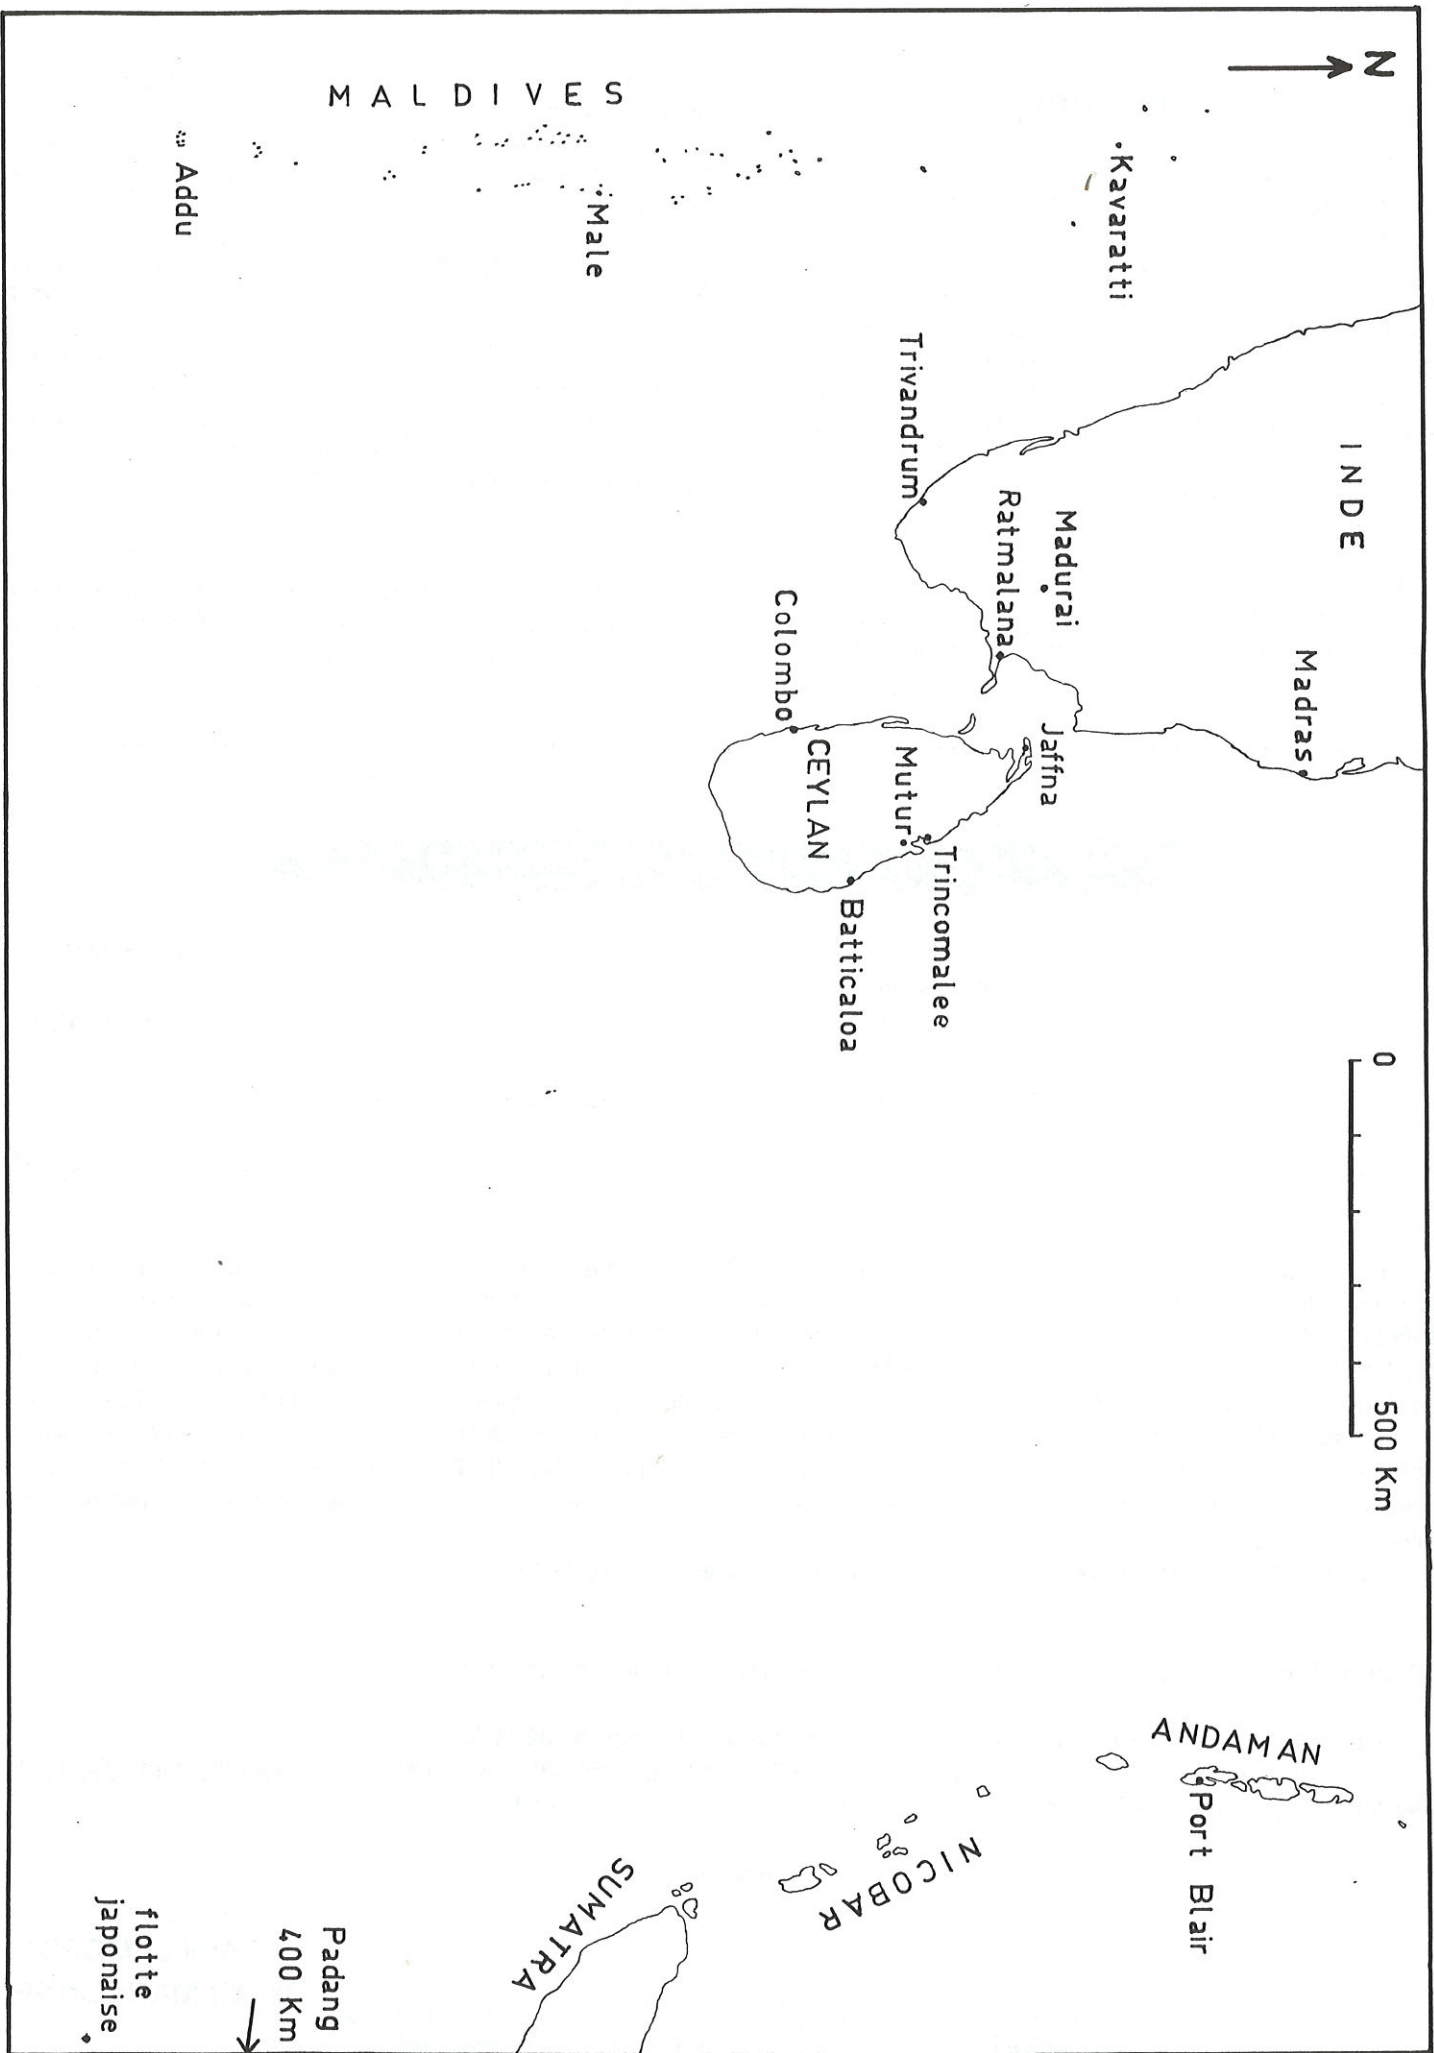 N
INDE
0 500 Km
Madras
ANDAMAN
Port Blair
Kavaratti
Madurai
Jaffna
Ratmalana
Trincomalee
Mutur
NICOBAR
Trivandrum
Batticaloa
CEYLAN
Colombo
SUMATRA
Male
MALDIVES
Padang
400 Km
Addu
flotte
japonaise